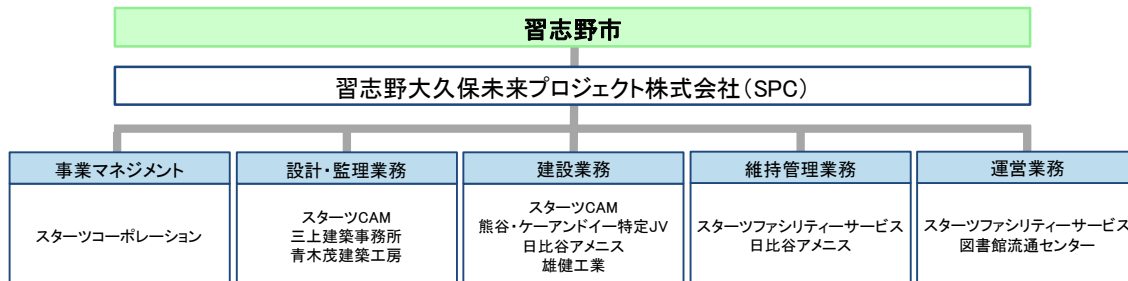 習志野市
習志野大久保未来プロジェクト株式会社(SPC)
事業マネジメント
スターツコーポレーション
設計・監理業務
スターツCAM
三上建築事務所
青木茂建築工房
建設業務
スターツCAM
熊谷・ケーアンドイー特定JV
日比谷アメニス
雄健工業
維持管理業務
スターツファシリティーサービス
日比谷アメニス
運営業務
スターツファシリティーサービス
図書館流通センター